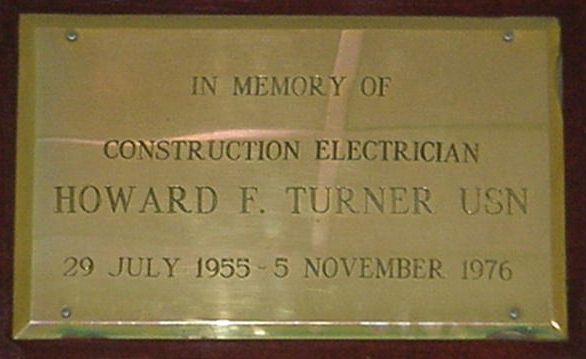 IN MEMORY OF
CONSTRUCTION ELECTRICIAN
HOWARD F. TURNER USN
29 JULY 1955 - 5 NOVEMBER 1976